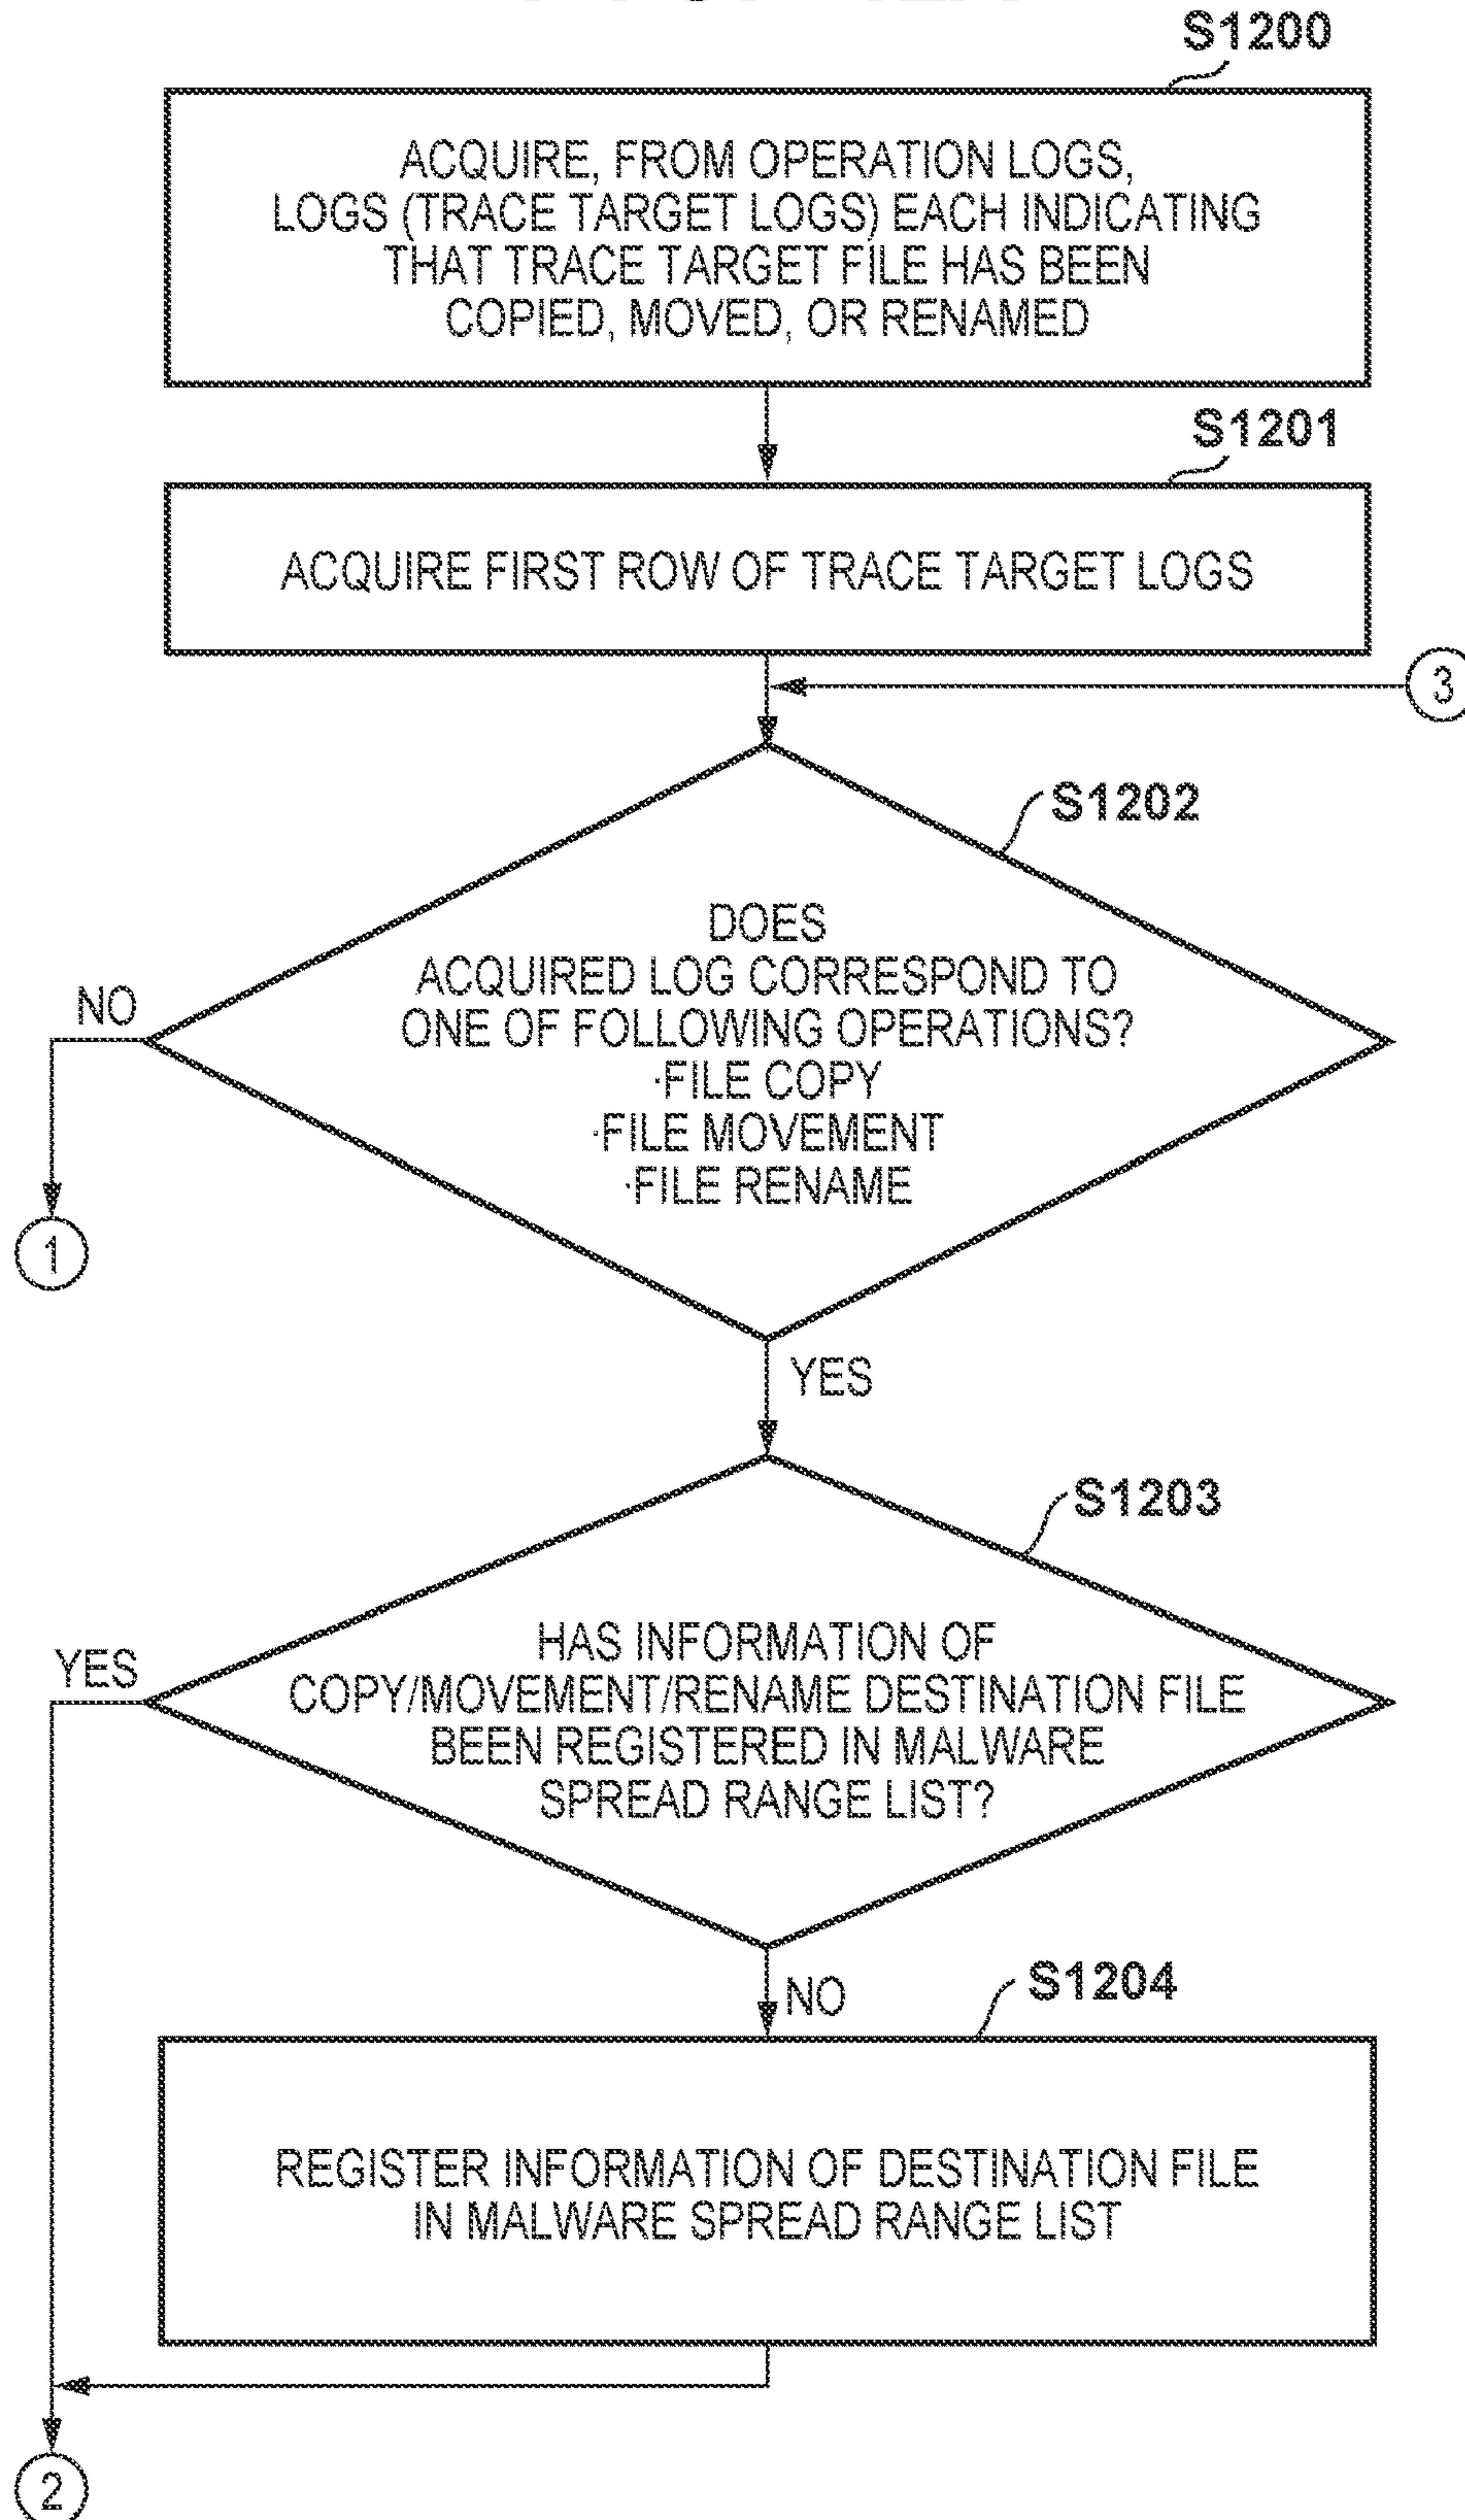 S1200
ACQUIRE, FROM OPERATION LOGS,
LOGS (TRACE TARGET LOGS) EACH INDICATING
THAT TRACE TARGET FILE HAS BEEN
COPIED, MOVED, OR RENAMED
S1201
ACQUIRE FIRST ROW OF TRACE TARGET LOGS
3
S1202
DOES
ACQUIRED LOG CORRESPOND TO
ONE OF FOLLOWING OPERATIONS?
·FILE COPY
·FILE MOVEMENT
·FILE RENAME
NO
1
YES
S1203
HAS INFORMATION OF
COPY/MOVEMENT/RENAME DESTINATION FILE
BEEN REGISTERED IN MALWARE
SPREAD RANGE LIST?
YES
NO
S1204
REGISTER INFORMATION OF DESTINATION FILE
IN MALWARE SPREAD RANGE LIST
2